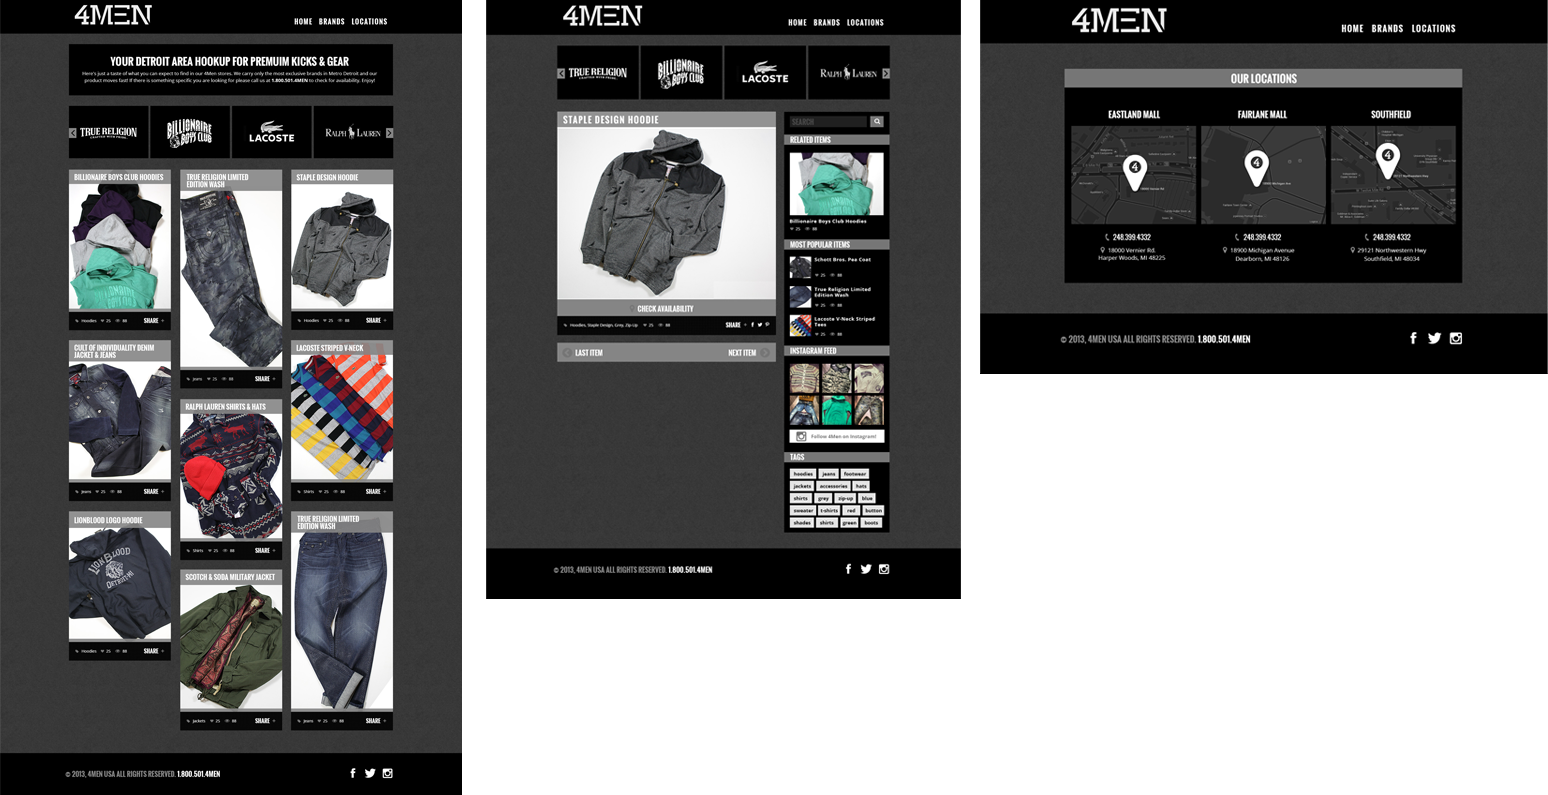 4MEN
HOME BRANDS LOCATIONS
YOUR DETROIT AREA HOOKUP FOR PREMUIM KICKS & GEAR
Here's just a taste of what you can expect to find in our 4Men stores. We carry only the most exclusive brands in Metro Detroit and our
product moves fast! If there is something specific you are looking for please call us at 1.800.501.4MEN to check for availability. Enjoy!
TRUE RELIGION
BILLIONAIRE
BOYS CLUB
LACOSTE
RALPH LAUREN
BILLIONAIRE BOYS CLUB HOODIES
Hoodies 25 88 SHARE +
CULT OF INDIVIDUALITY DENIM
JACKET & JEANS
Jeans 25 88 SHARE +
LIONBLOOD LOGO HOODIE
LION BLOOD
DETROIT-MI
Hoodies 25 88 SHARE +
TRUE RELIGION LIMITED
EDITION WASH
Jeans 25 88 SHARE +
RALPH LAUREN SHIRTS & HATS
Shirts 25 88 SHARE +
SCOTCH & SODA MILITARY JACKET
Jackets 25 88 SHARE +
STAPLE DESIGN HOODIE
Hoodies 25 88 SHARE +
LACOSTE STRIPED V-NECK
Shirts 25 88 SHARE +
TRUE RELIGION LIMITED
EDITION WASH
Jeans 25 88 SHARE +
© 2013, 4MEN USA ALL RIGHTS RESERVED. 1.800.501.4MEN
4MEN
HOME BRANDS LOCATIONS
TRUE RELIGION
BILLIONAIRE
BOYS CLUB
LACOSTE
RALPH LAUREN
STAPLE DESIGN HOODIE
CHECK AVAILABILITY
Hoodies, Staple Design, Grey, Zip-Up 25 88 SHARE +
LAST ITEM NEXT ITEM
SEARCH
RELATED ITEMS
Billionaire Boys Club Hoodies
25 88
MOST POPULAR ITEMS
Schott Bros. Pea Coat
25 88
True Religion Limited
Edition Wash
25 88
Lacoste V-Neck Striped
Tees
25 88
INSTAGRAM FEED
Follow 4Men on Instagram!
TAGS
hoodies jeans footwear
jackets accessories hats
shirts grey zip-up blue
sweater t-shirts red button
shades shirts green boots
© 2013, 4MEN USA ALL RIGHTS RESERVED. 1.800.501.4MEN
4MEN
HOME BRANDS LOCATIONS
OUR LOCATIONS
EASTLAND MALL
4
248.399.4332
18000 Vernier Rd.
Harper Woods, MI 48225
FAIRLANE MALL
4
248.399.4332
18900 Michigan Avenue
Dearborn, MI 48126
SOUTHFIELD
4
248.399.4332
29121 Northwestern Hwy
Southfield, MI 48034
© 2013, 4MEN USA ALL RIGHTS RESERVED. 1.800.501.4MEN